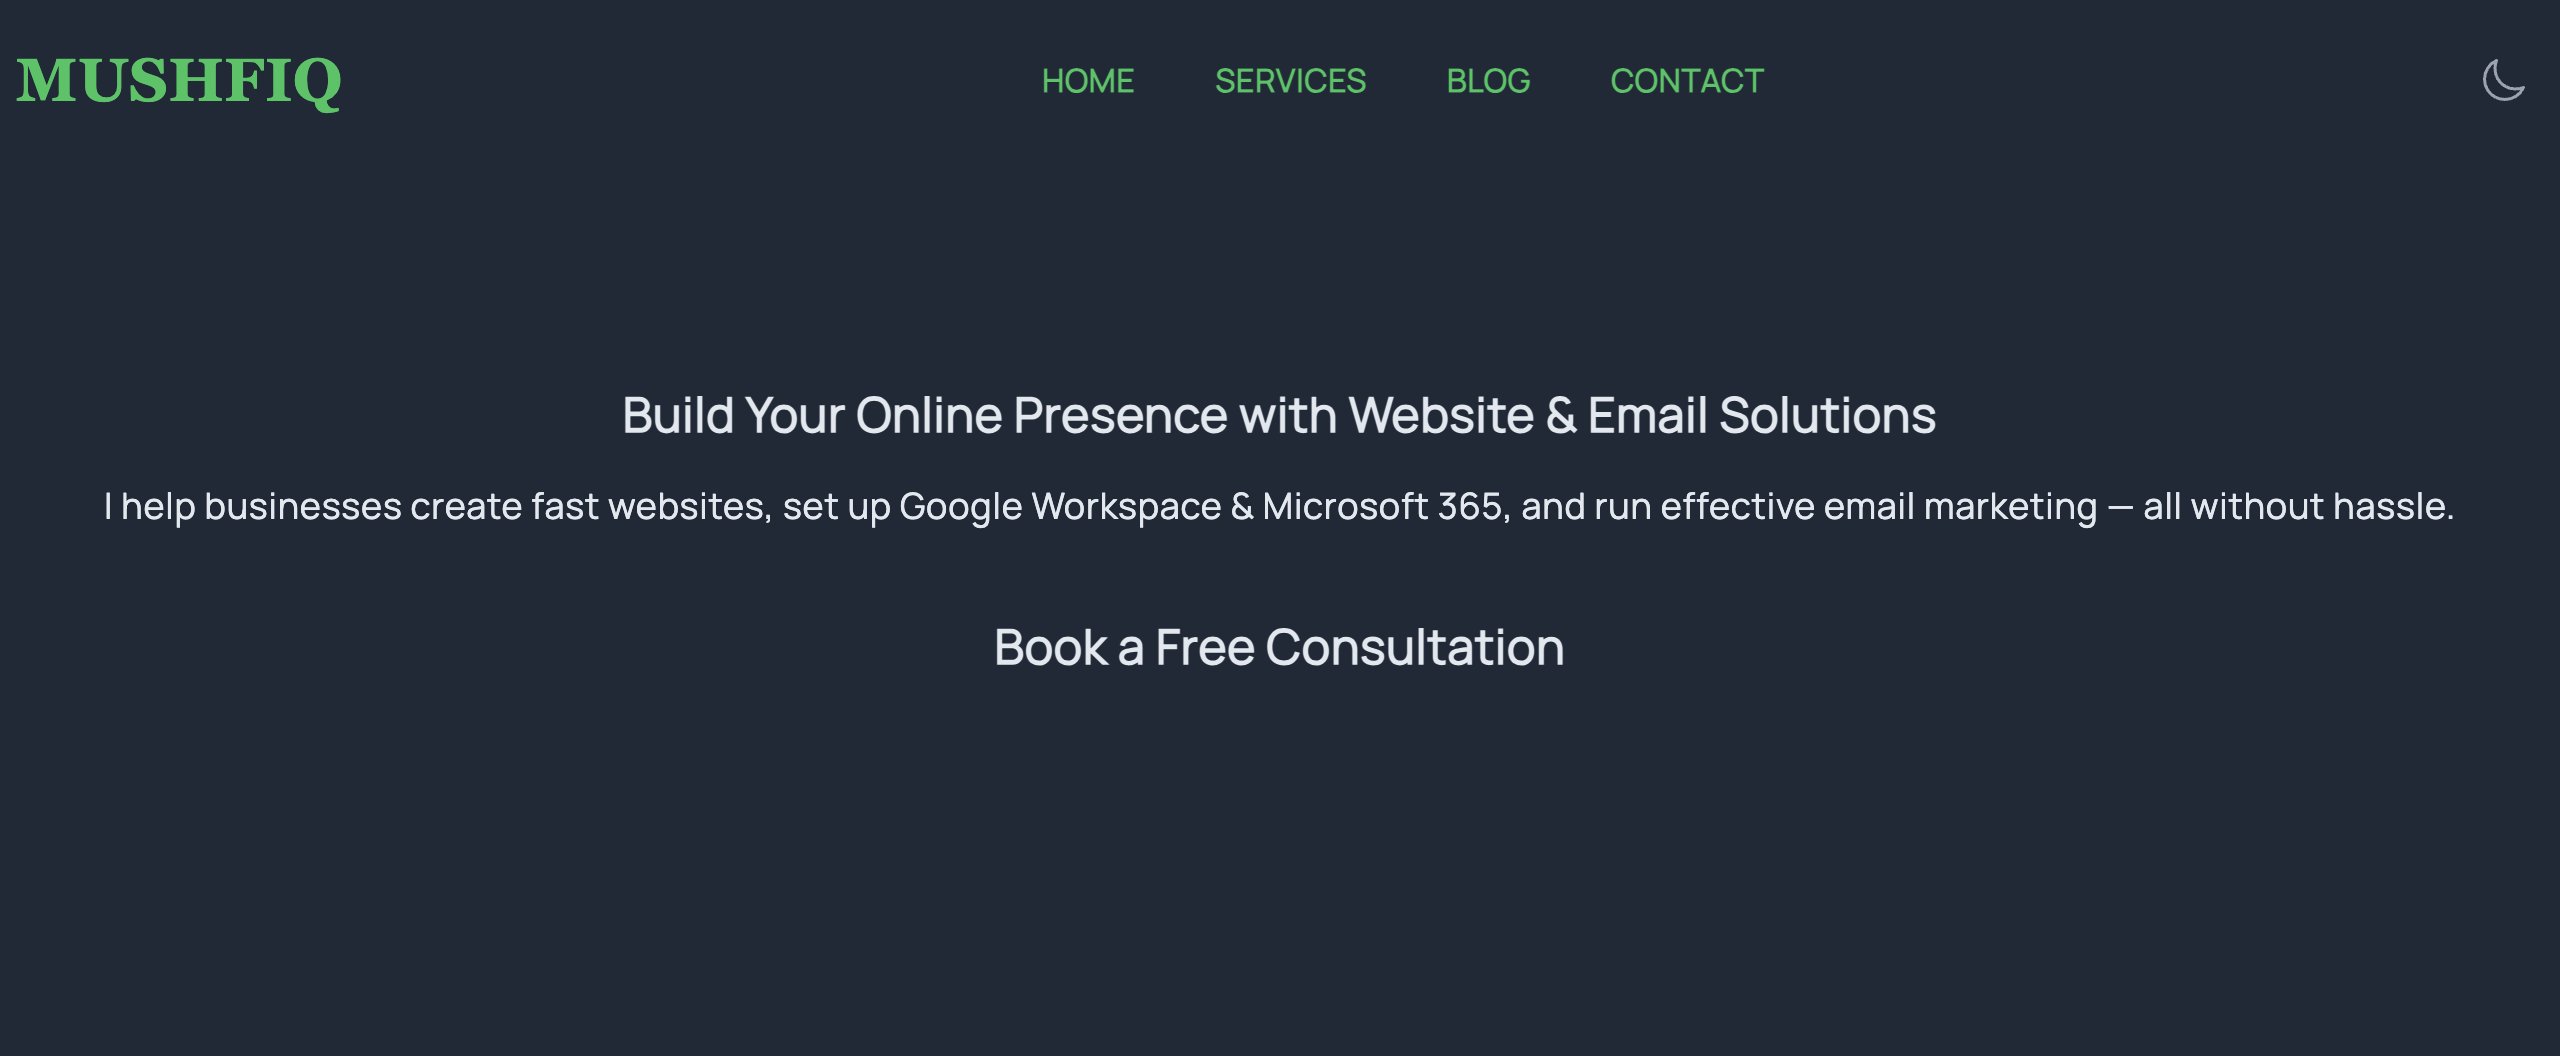 MUSHFIQ
HOME SERVICES BLOG CONTACT
Build Your Online Presence with Website & Email Solutions
I help businesses create fast websites, set up Google Workspace & Microsoft 365, and run effective email marketing — all without hassle.
Book a Free Consultation